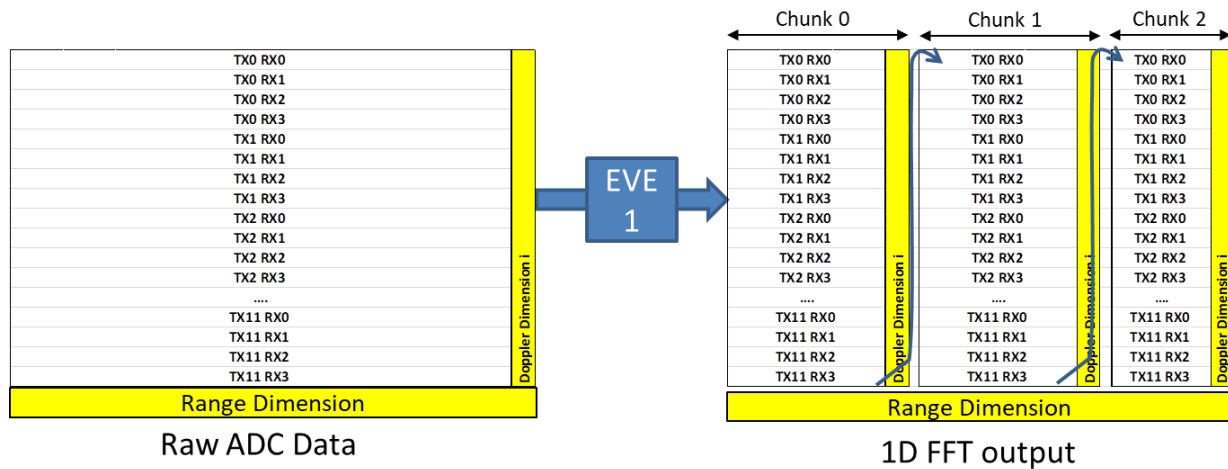 Chunk 0
Chunk 1
Chunk 2
TX0 RX0
TX0 RX1
TX0 RX2
TX0 RX3
TX1 RX0
TX1 RX1
TX1 RX2
TX1 RX3
TX2 RX0
TX2 RX1
TX2 RX2
TX2 RX3
....
TX11 RX0
TX11 RX1
TX11 RX2
TX11 RX3
Doppler Dimension i
Range Dimension
Raw ADC Data
EVE
1
TX0 RX0
TX0 RX1
TX0 RX2
TX0 RX3
TX1 RX0
TX1 RX1
TX1 RX2
TX1 RX3
TX2 RX0
TX2 RX1
TX2 RX2
TX2 RX3
....
TX11 RX0
TX11 RX1
TX11 RX2
TX11 RX3
Doppler Dimension i
TX0 RX0
TX0 RX1
TX0 RX2
TX0 RX3
TX1 RX0
TX1 RX1
TX1 RX2
TX1 RX3
TX2 RX0
TX2 RX1
TX2 RX2
TX2 RX3
....
TX11 RX0
TX11 RX1
TX11 RX2
TX11 RX3
Doppler Dimension i
TX0 RX0
TX0 RX1
TX0 RX2
TX0 RX3
TX1 RX0
TX1 RX1
TX1 RX2
TX1 RX3
TX2 RX0
TX2 RX1
TX2 RX2
TX2 RX3
....
TX11 RX0
TX11 RX1
TX11 RX2
TX11 RX3
Doppler Dimension i
Range Dimension
1D FFT output